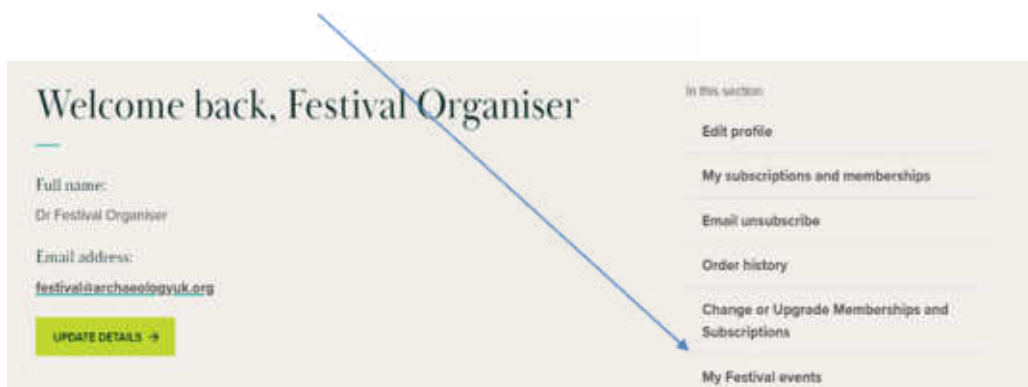 Welcome back, Festival Organiser
Full name:
Dr Festival Organiser
Email address:
festival@archaeologyuk.org
UPDATE DETAILS →
In this section
Edit profile
My subscriptions and memberships
Email unsubscribe
Order history
Change or Upgrade Memberships and
Subscriptions
My Festival events